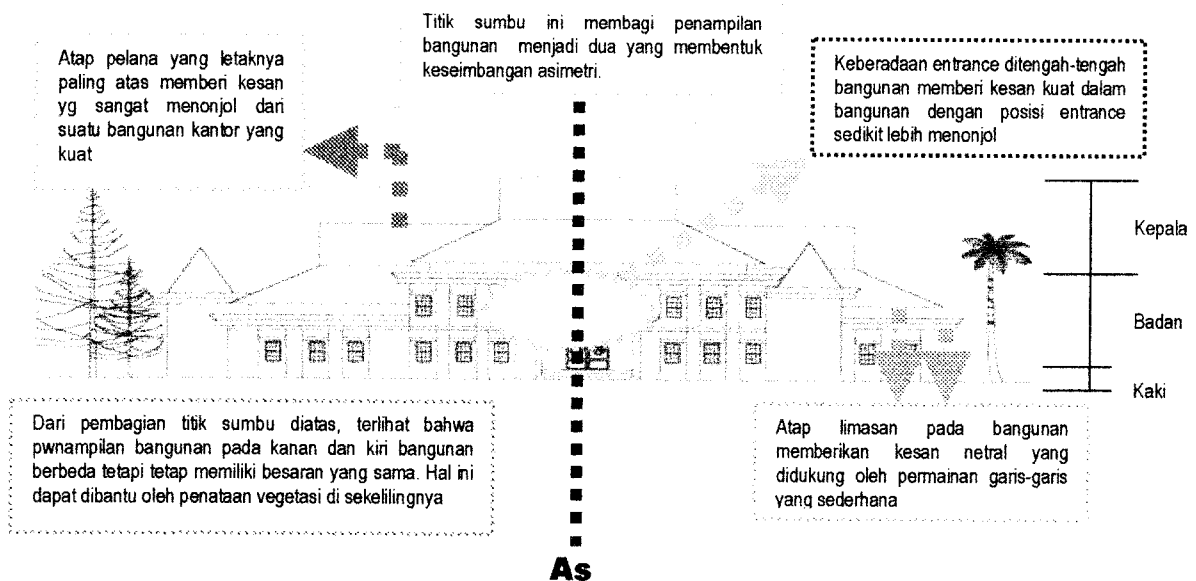 Titik sumbu ini membagi penampilan
bangunan menjadi dua yang membentuk
keseimbangan asimetri.
Atap pelana yang letaknya
paling atas memberi kesan
yg sangat menonjol dari
suatu bangunan kantor yang
kuat
Keberadaan entrance ditengah-tengah
bangunan memberi kesan kuat dalam
bangunan dengan posisi entrance
sedikit lebih menonjol
Kepala
Badan
Kaki
Dari pembagian titik sumbu diatas, terlihat bahwa
pwnampilan bangunan pada kanan dan kiri bangunan
berbeda tetapi tetap memiliki besaran yang sama. Hal ini
dapat dibantu oleh penataan vegetasi di sekelilingnya
Atap limasan pada bangunan
memberikan kesan netral yang
didukung oleh permainan garis-garis
yang sederhana
As